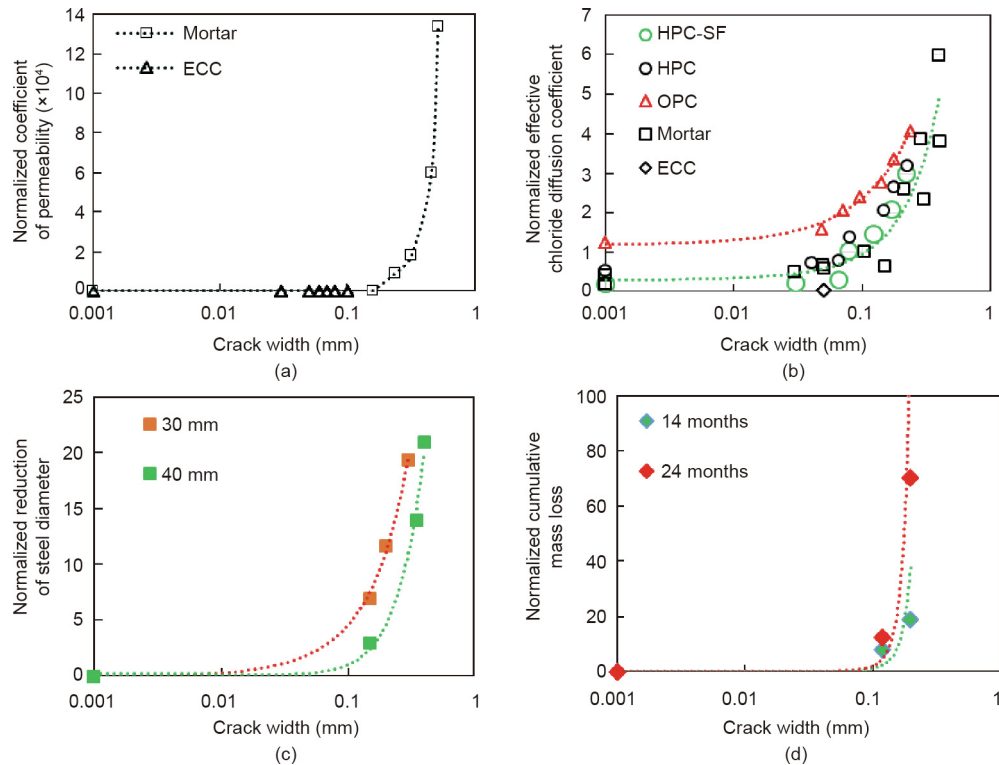 14
12
10
8
6
4
2
0
Normalized coefficient
of permeability (×10⁴)
Mortar
ECC
0.001
0.01
0.1
1
Crack width (mm)
(a)
7
6
5
4
3
2
1
0
Normalized effective
chloride diffusion coefficient
HPC-SF
HPC
OPC
Mortar
ECC
0.001
0.01
0.1
1
Crack width (mm)
(b)
25
20
15
10
5
0
Normalized reduction
of steel diameter
30 mm
40 mm
0.001
0.01
0.1
1
Crack width (mm)
(c)
100
80
60
40
20
0
Normalized cumulative
mass loss
14 months
24 months
0.001
0.01
0.1
1
Crack width (mm)
(d)